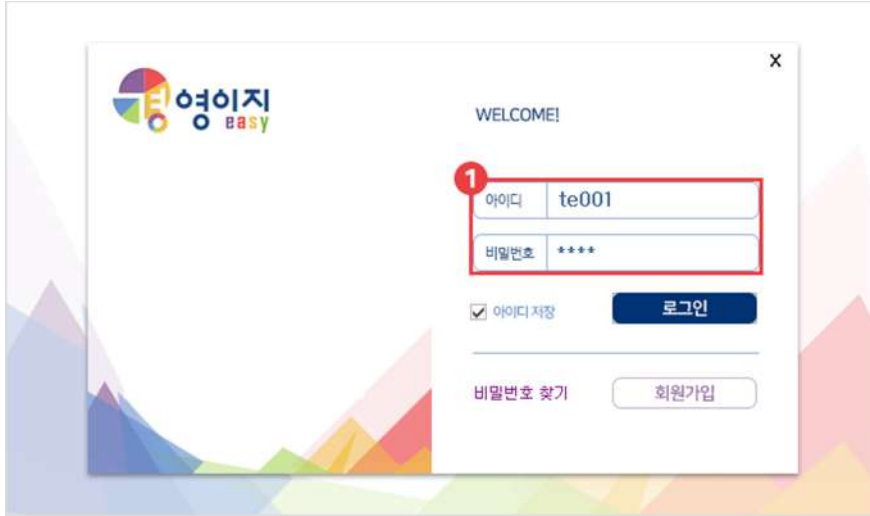 경영이지
easy
WELCOME!
1
아이디 te001
비밀번호 ****
아이디 저장 로그인
비밀번호 찾기 회원가입
X